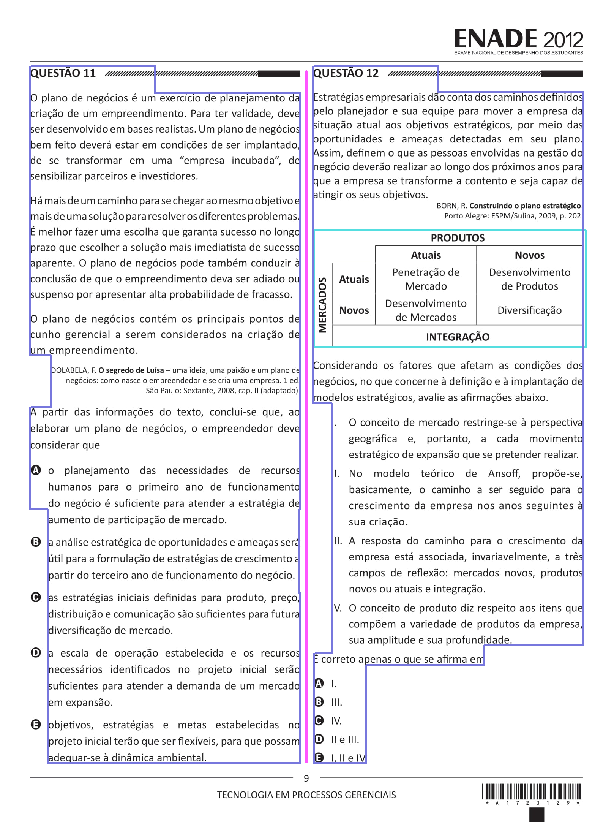 ENADE 2012
EXAME NACIONAL DE DESEMPENHO DOS ESTUDANTES
QUESTÃO 11
O plano de negócios é um exercício de planejamento da
criação de um empreendimento. Para ter validade, deve
ser desenvolvido em bases realistas. Um plano de negócios
bem feito deverá estar em condições de ser implantado,
de se transformar em uma “empresa incubada”, de
sensibilizar parceiros e investidores.
Há mais de um caminho para se chegar ao mesmo objetivo e
mais de uma solução para resolver os diferentes problemas.
É melhor fazer uma escolha que garanta sucesso no longo
prazo que escolher a solução mais imediatista de sucesso
aparente. O plano de negócios pode também conduzir à
conclusão de que o empreendimento deva ser adiado ou
suspenso por apresentar alta probabilidade de fracasso.
O plano de negócios contém os principais pontos de
cunho gerencial a serem considerados na criação de
um empreendimento.
DOLABELA, F. O segredo de Luísa – uma ideia, uma paixão e um plano de
negócios: como nasce o empreendedor e se cria uma empresa. 1 ed.
São Paulo: Sextante, 2008, cap. II (adaptado)
A partir das informações do texto, conclui-se que, ao
elaborar um plano de negócios, o empreendedor deve
considerar que
A o planejamento das necessidades de recursos
humanos para o primeiro ano de funcionamento
do negócio é suficiente para atender a estratégia de
aumento de participação de mercado.
B a análise estratégica de oportunidades e ameaças será
útil para a formulação de estratégias de crescimento a
partir do terceiro ano de funcionamento do negócio.
C as estratégias iniciais definidas para produto, preço,
distribuição e comunicação são suficientes para futura
diversificação de mercado.
D a escala de operação estabelecida e os recursos
necessários identificados no projeto inicial serão
suficientes para atender a demanda de um mercado
em expansão.
E objetivos, estratégias e metas estabelecidas no
projeto inicial terão que ser flexíveis, para que possam
adequar-se à dinâmica ambiental.
QUESTÃO 12
Estratégias empresariais dão conta dos caminhos definidos
pelo planejador e sua equipe para mover a empresa da
situação atual aos objetivos estratégicos, por meio das
oportunidades e ameaças detectadas em seu plano.
Assim, definem o que as pessoas envolvidas na gestão do
negócio deverão realizar ao longo dos próximos anos para
que a empresa se transforme a contento e seja capaz de
atingir os seus objetivos.
BORN, R. Construindo o plano estratégico
Porto Alegre: ESPM/Sulina, 2009, p. 202
PRODUTOS
Atuais Novos
MERCADOS
Atuais Penetração de Mercado Desenvolvimento de Produtos
Novos Desenvolvimento de Mercados Diversificação
INTEGRAÇÃO
Considerando os fatores que afetam as condições dos
negócios, no que concerne à definição e à implantação de
modelos estratégicos, avalie as afirmações abaixo.
I. O conceito de mercado restringe-se à perspectiva
geográfica e, portanto, a cada movimento
estratégico de expansão que se pretender realizar.
II. No modelo teórico de Ansoff, propõe-se,
basicamente, o caminho a ser seguido para o
crescimento da empresa nos anos seguintes à
sua criação.
III. A resposta do caminho para o crescimento da
empresa está associada, invariavelmente, a três
campos de reflexão: mercados novos, produtos
novos ou atuais e integração.
IV. O conceito de produto diz respeito aos itens que
compõem a variedade de produtos da empresa,
sua amplitude e sua profundidade.
É correto apenas o que se afirma em
A I.
B III.
C IV.
D II e III.
E I, II e IV
9
TECNOLOGIA EM PROCESSOS GERENCIAIS
*A1723129*